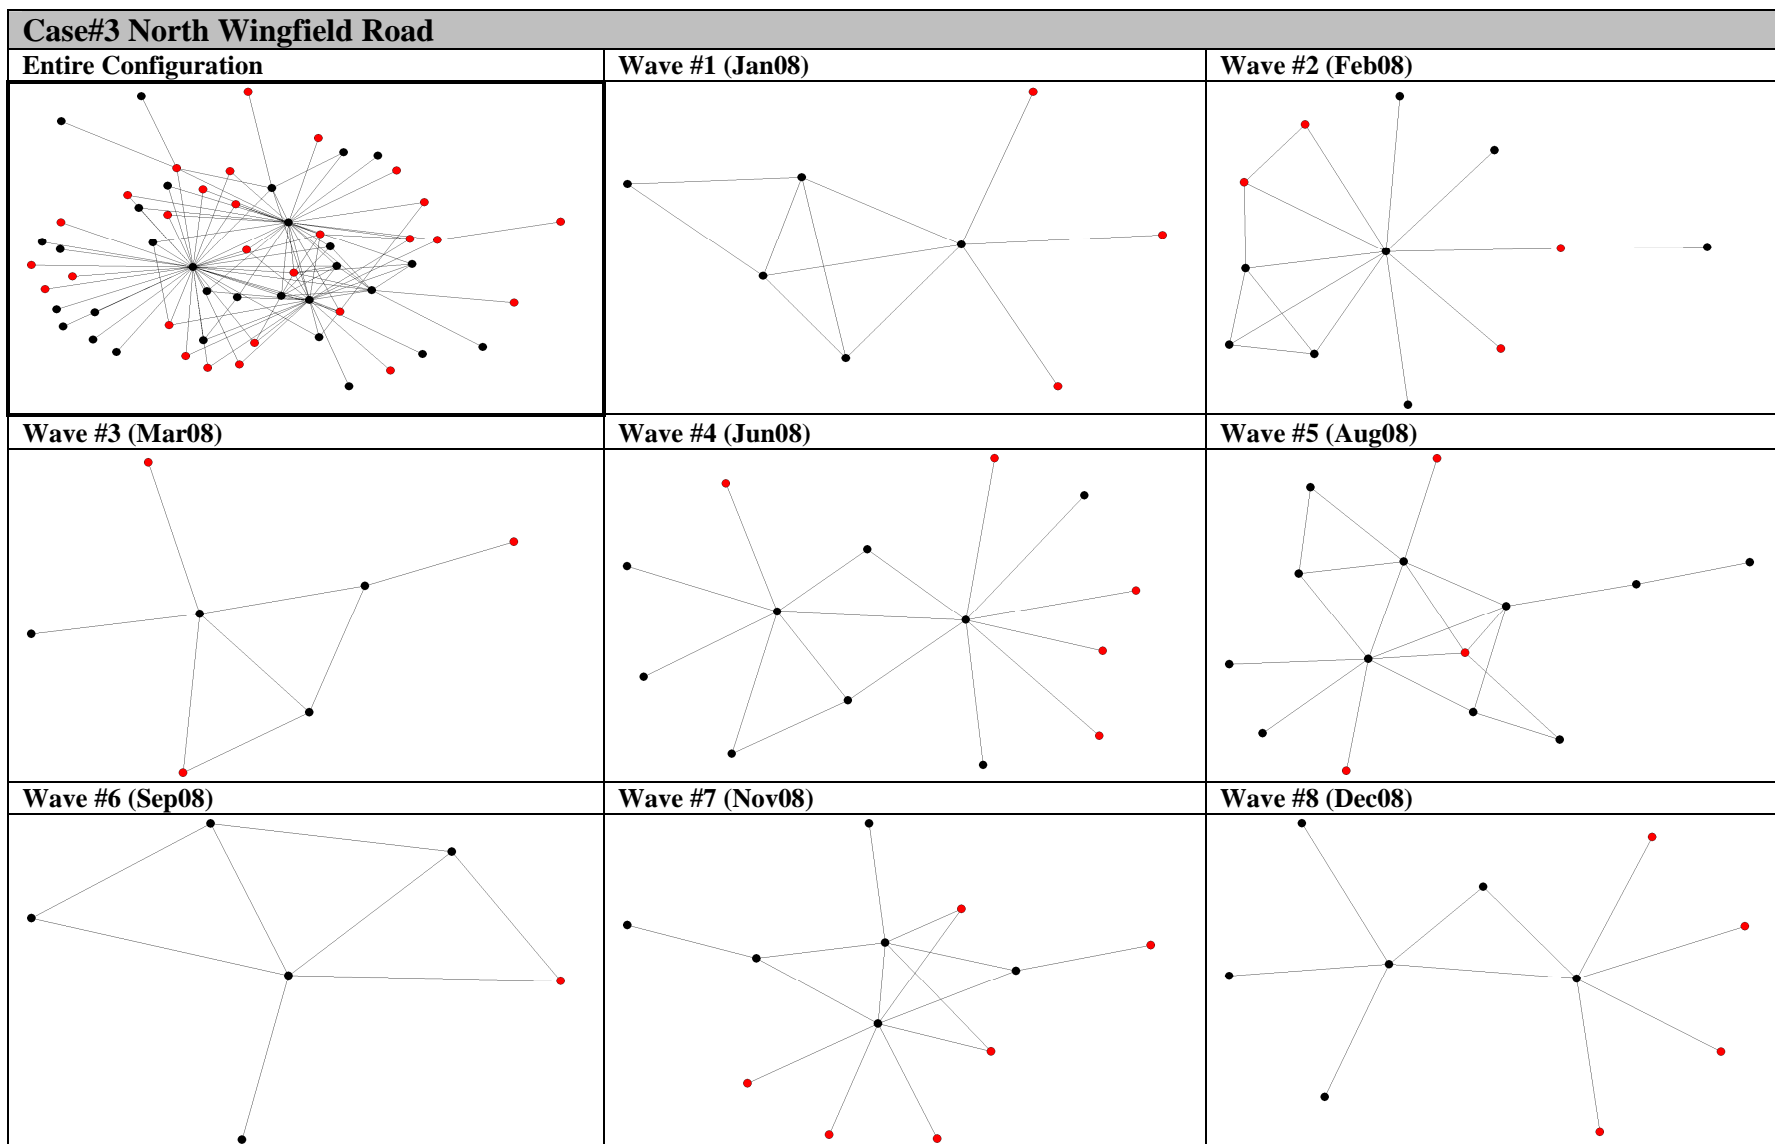 Case#3 North Wingfield Road
Entire Configuration
Wave #1 (Jan08)
Wave #2 (Feb08)
Wave #3 (Mar08)
Wave #4 (Jun08)
Wave #5 (Aug08)
Wave #6 (Sep08)
Wave #7 (Nov08)
Wave #8 (Dec08)